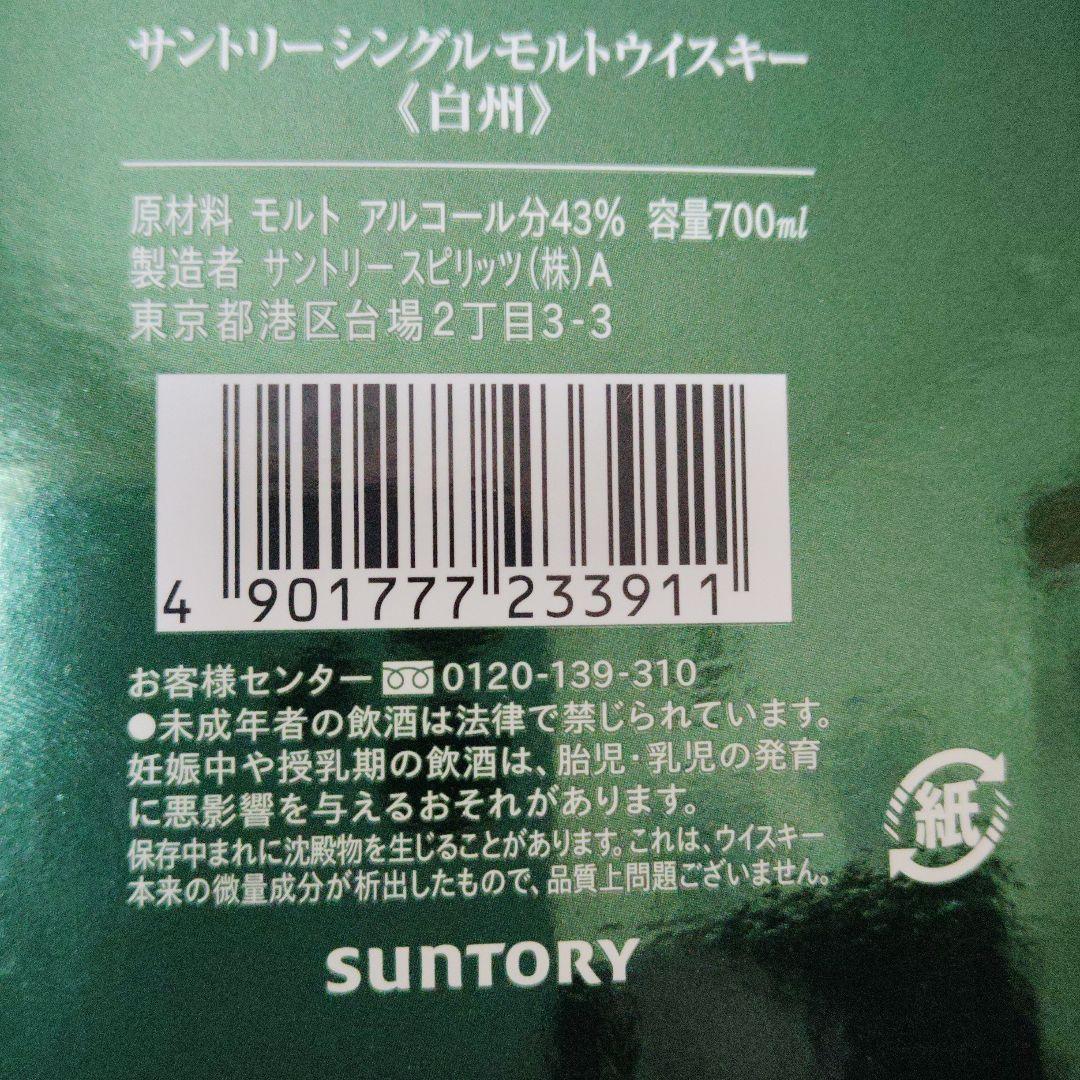 サントリーシングルモルトウイスキー
《白州》
原材料 モルト アルコール分43% 容量700ml
製造者 サントリースピリッツ(株)A
東京都港区台場2丁目3-3
4 901777 233911
お客様センター 0120-139-310
●未成年者の飲酒は法律で禁じられています。
妊娠中や授乳期の飲酒は、胎児・乳児の発育
に悪影響を与えるおそれがあります。
保存中まれに沈殿物を生じることがあります。これは、ウイスキー
本来の微量成分が析出したもので、品質上問題ございません。
紙
SUNTORY